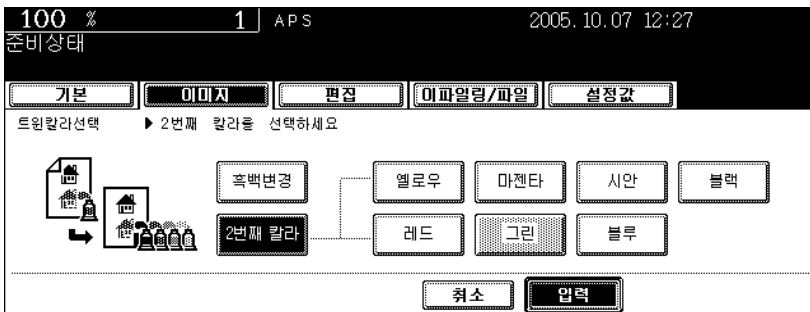 100 % 1 APS 2005.10.07 12:27
준비상태
기본 이미지 편집 이파일링/파일 설정값
트윈칼라선택 ▶ 2번째 칼라를 선택하세요
흑백변경 옐로우 마젠타 시안 블랙
2번째 칼라 레드 그린 블루
취소 입력